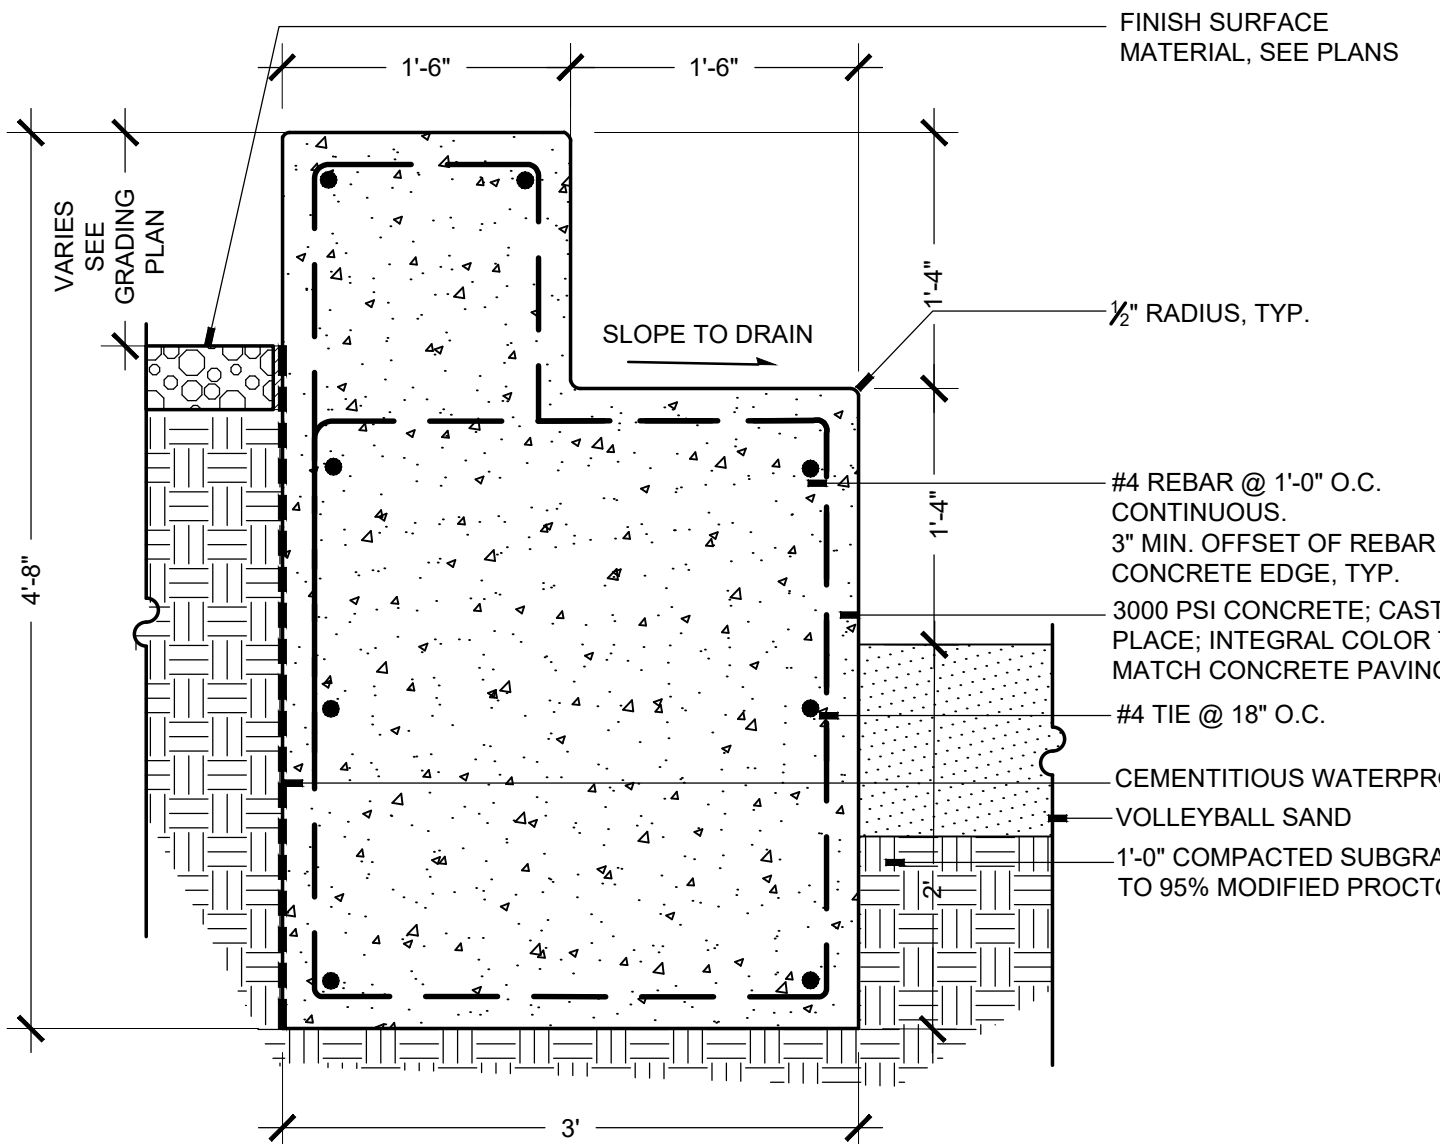 FINISH SURFACE
MATERIAL, SEE PLANS
1'-6"
1'-6"
VARIES
SEE
GRADING
PLAN
1'-4"
½" RADIUS, TYP.
SLOPE TO DRAIN
4'-8"
1'-4"
#4 REBAR @ 1'-0" O.C.
CONTINUOUS.
3" MIN. OFFSET OF REBAR
CONCRETE EDGE, TYP.
3000 PSI CONCRETE; CAST
PLACE; INTEGRAL COLOR
MATCH CONCRETE PAVING
#4 TIE @ 18" O.C.
CEMENTITIOUS
VOLLEYBALL SAND
1'-0" COMPACTED
TO 95% MODIFIED
2'
3'